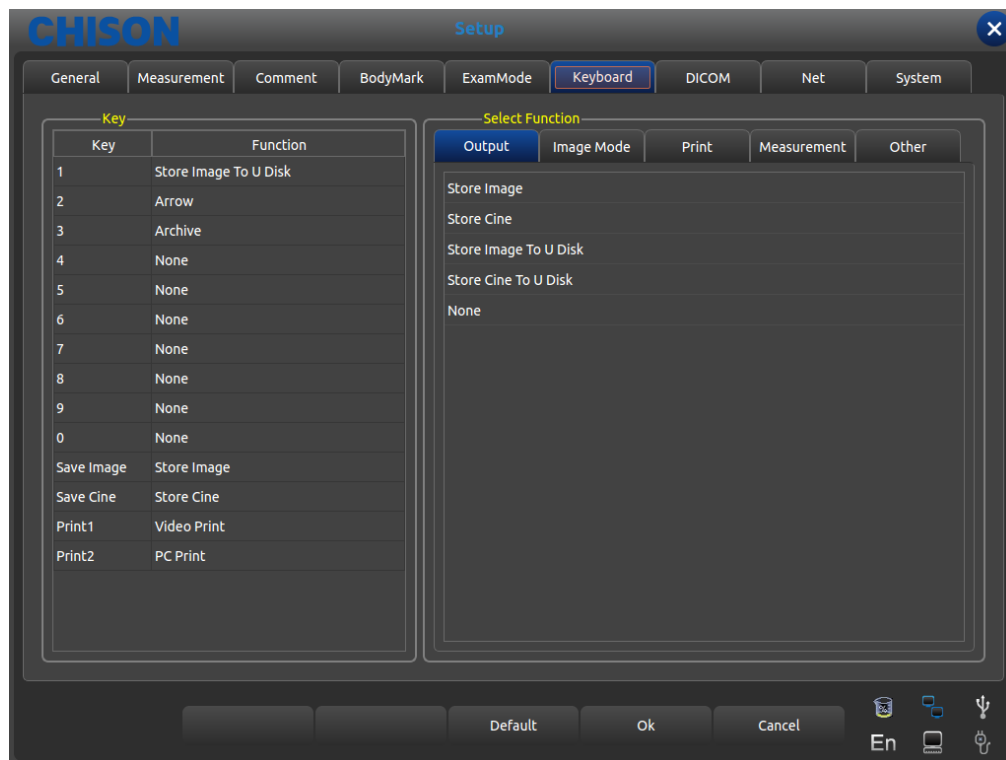 CHISON
Setup
General Measurement Comment BodyMark ExamMode Keyboard DICOM Net System
Key
Key Function
1 Store Image To U Disk
2 Arrow
3 Archive
4 None
5 None
6 None
7 None
8 None
9 None
0 None
Save Image Store Image
Save Cine Store Cine
Print1 Video Print
Print2 PC Print
Select Function
Output Image Mode Print Measurement Other
Store Image
Store Cine
Store Image To U Disk
Store Cine To U Disk
None
Default Ok Cancel
En